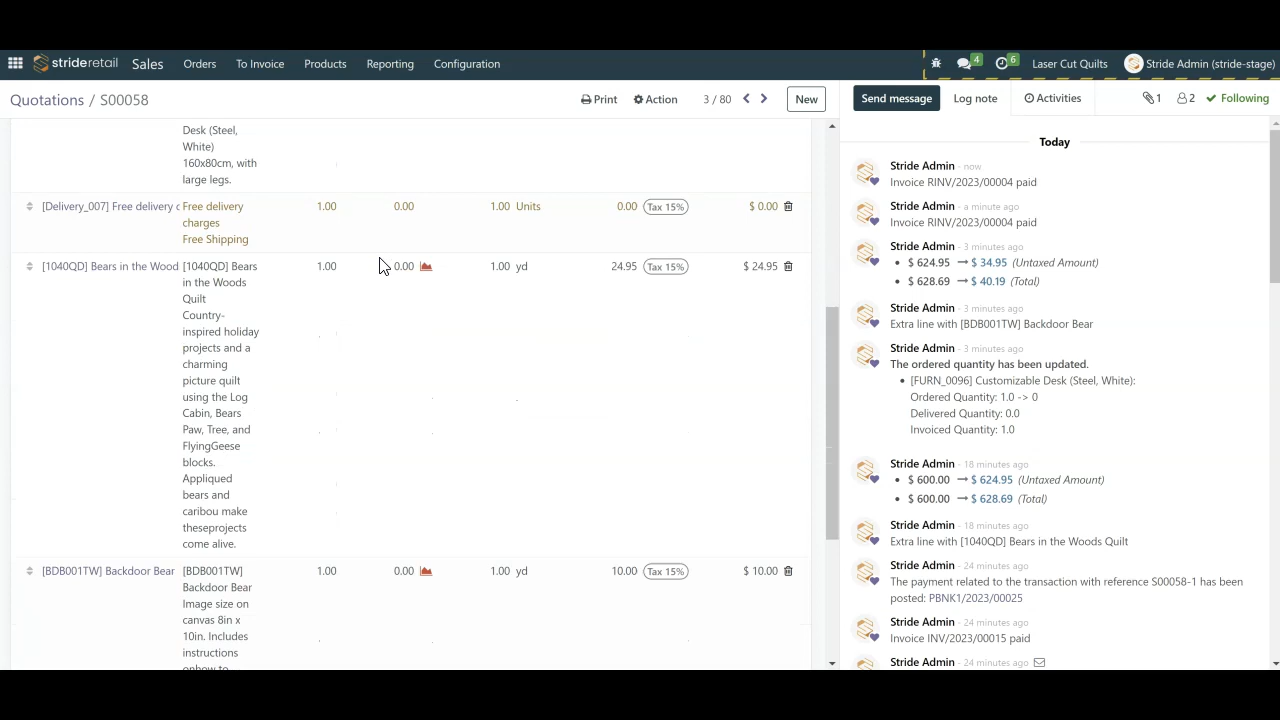 strideretail Sales Orders To Invoice Products Reporting Configuration 4 6 Laser Cut Quilts Stride Admin (stride-stage)
Quotations / S00058 Print Action 3 / 80 New Send message Log note Activities 1 2 Following
Desk (Steel,
White)
160x80cm, with
large legs.
[Delivery_007] Free delivery c Free delivery 1.00 0.00 1.00 Units 0.00 Tax 15% $ 0.00
charges
Free Shipping
[1040QD] Bears in the Wood [1040QD] Bears 1.00 0.00 1.00 yd 24.95 Tax 15% $ 24.95
in the Woods
Quilt
Country-
inspired holiday
projects and a
charming
picture quilt
using the Log
Cabin, Bears
Paw, Tree, and
FlyingGeese
blocks.
Appliqued
bears and
caribou make
theseprojects
come alive.
[BDB001TW] Backdoor Bear [BDB001TW] 1.00 0.00 1.00 yd 10.00 Tax 15% $ 10.00
Backdoor Bear
Image size on
canvas 8in x
10in. Includes
instructions
onhow to
Today
Stride Admin - now
Invoice RINV/2023/00004 paid
Stride Admin - a minute ago
Invoice RINV/2023/00004 paid
Stride Admin - 3 minutes ago
• $ 624.95 → $ 34.95 (Untaxed Amount)
• $ 628.69 → $ 40.19 (Total)
Stride Admin - 3 minutes ago
Extra line with [BDB001TW] Backdoor Bear
Stride Admin - 3 minutes ago
The ordered quantity has been updated.
• [FURN_0096] Customizable Desk (Steel, White):
Ordered Quantity: 1.0 -> 0
Delivered Quantity: 0.0
Invoiced Quantity: 1.0
Stride Admin - 18 minutes ago
• $ 600.00 → $ 624.95 (Untaxed Amount)
• $ 600.00 → $ 628.69 (Total)
Stride Admin - 18 minutes ago
Extra line with [1040QD] Bears in the Woods Quilt
Stride Admin - 24 minutes ago
The payment related to the transaction with reference S00058-1 has been
posted: PBNK1/2023/00025
Stride Admin - 24 minutes ago
Invoice INV/2023/00015 paid
Stride Admin - 24 minutes ago